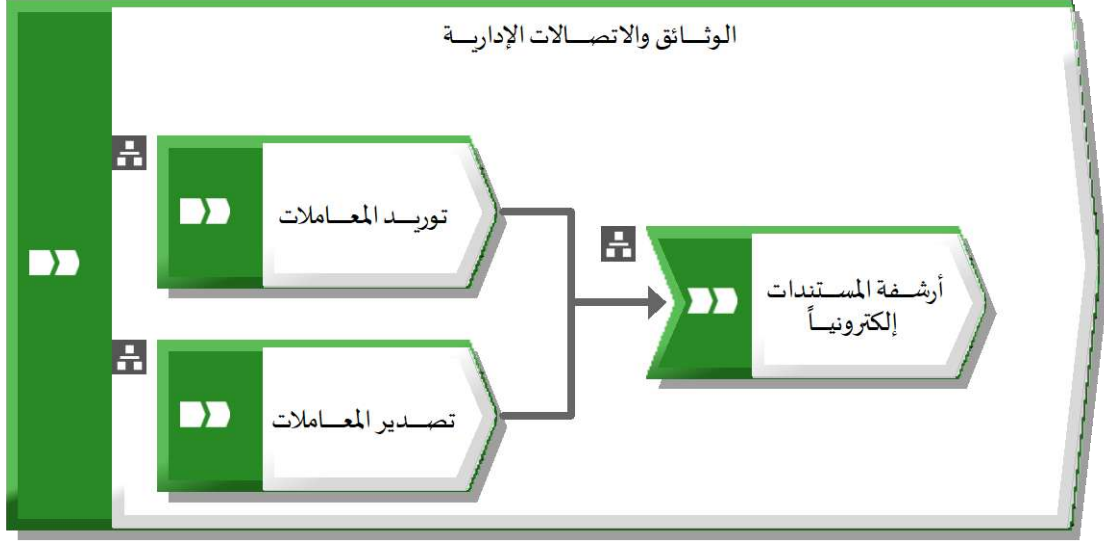 الوثائق والاتصالات الإدارية
توريد المعاملات
أرشفة المستندات
إلكترونياً
تصدير المعاملات